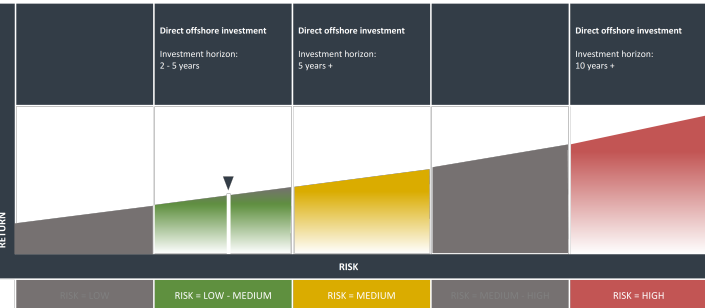 Direct offshore investment
Investment horizon:
2 - 5 years
Direct offshore investment
Investment horizon:
5 years +
Direct offshore investment
Investment horizon:
10 years +
RETURN
RISK
RISK = LOW
RISK = LOW - MEDIUM
RISK = MEDIUM
RISK = MEDIUM - HIGH
RISK = HIGH